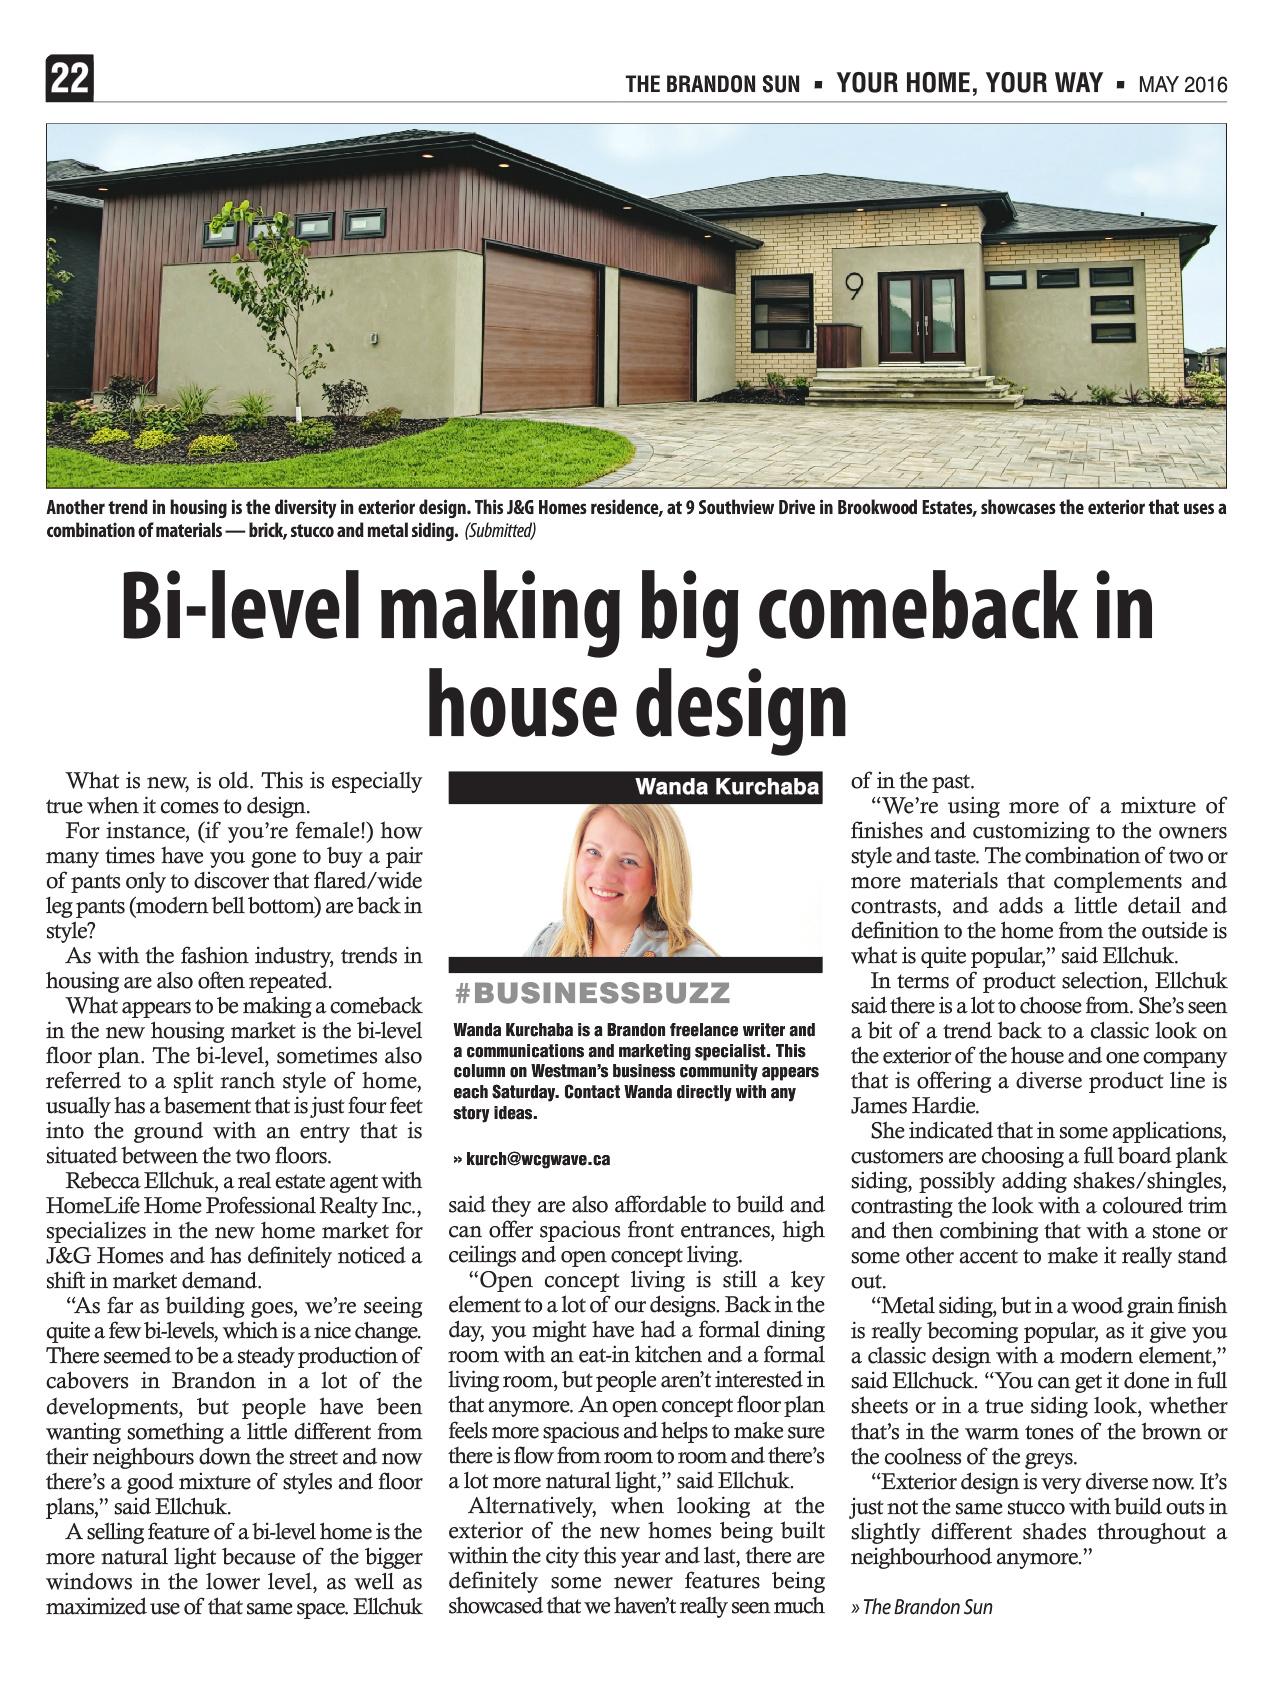 22
THE BRANDON SUN ▪ YOUR HOME, YOUR WAY ▪ MAY 2016
9
Another trend in housing is the diversity in exterior design. This J&G Homes residence, at 9 Southview Drive in Brookwood Estates, showcases the exterior that uses a
combination of materials — brick, stucco and metal siding. (Submitted)
Bi-level making big comeback in
house design
What is new, is old. This is especially
true when it comes to design.
For instance, (if you’re female!) how
many times have you gone to buy a pair
of pants only to discover that flared/wide
leg pants (modern bell bottom) are back in
style?
As with the fashion industry, trends in
housing are also often repeated.
What appears to be making a comeback
in the new housing market is the bi-level
floor plan. The bi-level, sometimes also
referred to a split ranch style of home,
usually has a basement that is just four feet
into the ground with an entry that is
situated between the two floors.
Rebecca Ellchuk, a real estate agent with
HomeLife Home Professional Realty Inc.,
specializes in the new home market for
J&G Homes and has definitely noticed a
shift in market demand.
“As far as building goes, we’re seeing
quite a few bi-levels, which is a nice change.
There seemed to be a steady production of
cabovers in Brandon in a lot of the
developments, but people have been
wanting something a little different from
their neighbours down the street and now
there’s a good mixture of styles and floor
plans,” said Ellchuk.
A selling feature of a bi-level home is the
more natural light because of the bigger
windows in the lower level, as well as
maximized use of that same space. Ellchuk
Wanda Kurchaba
#BUSINESSBUZZ
Wanda Kurchaba is a Brandon freelance writer and
a communications and marketing specialist. This
column on Westman’s business community appears
each Saturday. Contact Wanda directly with any
story ideas.
» kurch@wcgwave.ca
said they are also affordable to build and
can offer spacious front entrances, high
ceilings and open concept living.
“Open concept living is still a key
element to a lot of our designs. Back in the
day, you might have had a formal dining
room with an eat-in kitchen and a formal
living room, but people aren’t interested in
that anymore. An open concept floor plan
feels more spacious and helps to make sure
there is flow from room to room and there’s
a lot more natural light,” said Ellchuk.
Alternatively, when looking at the
exterior of the new homes being built
within the city this year and last, there are
definitely some newer features being
showcased that we haven’t really seen much
of in the past.
“We’re using more of a mixture of
finishes and customizing to the owners
style and taste. The combination of two or
more materials that complements and
contrasts, and adds a little detail and
definition to the home from the outside is
what is quite popular,” said Ellchuk.
In terms of product selection, Ellchuk
said there is a lot to choose from. She’s seen
a bit of a trend back to a classic look on
the exterior of the house and one company
that is offering a diverse product line is
James Hardie.
She indicated that in some applications,
customers are choosing a full board plank
siding, possibly adding shakes/shingles,
contrasting the look with a coloured trim
and then combining that with a stone or
some other accent to make it really stand
out.
“Metal siding, but in a wood grain finish
is really becoming popular, as it give you
a classic design with a modern element,”
said Ellchuck. “You can get it done in full
sheets or in a true siding look, whether
that’s in the warm tones of the brown or
the coolness of the greys.
“Exterior design is very diverse now. It’s
just not the same stucco with build outs in
slightly different shades throughout a
neighbourhood anymore.”
» The Brandon Sun